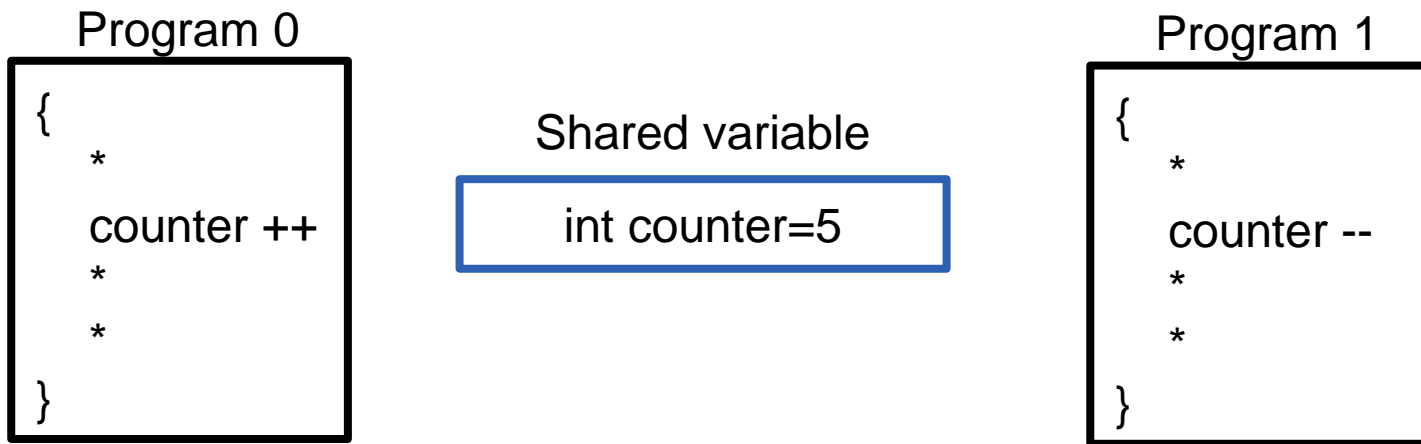 Program 0
{
*
counter ++
*
*
}
Shared variable
int counter=5
Program 1
{
*
counter --
*
*
}